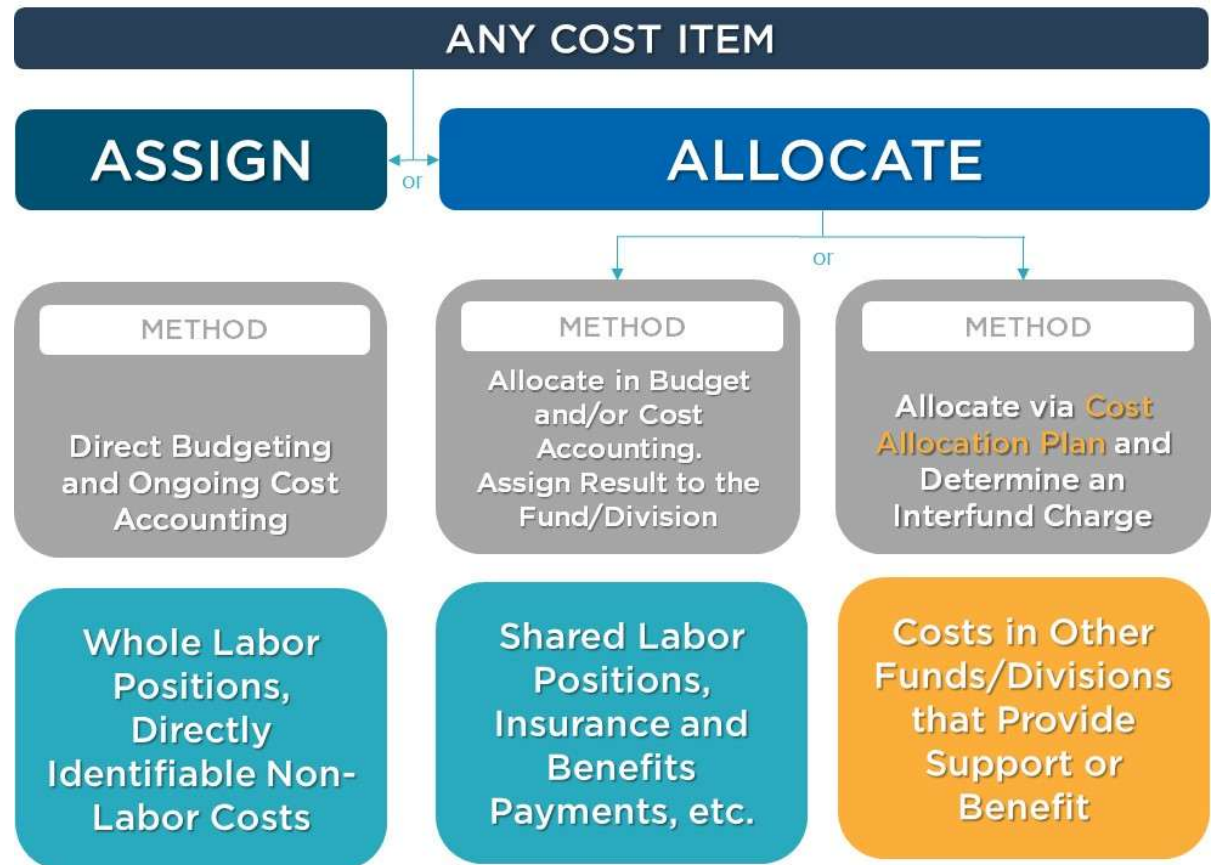 ANY COST ITEM
ASSIGN
or
ALLOCATE
or
METHOD
Direct Budgeting
and Ongoing Cost
Accounting
METHOD
Allocate in Budget
and/or Cost
Accounting.
Assign Result to the
Fund/Division
METHOD
Allocate via Cost
Allocation Plan and
Determine an
Interfund Charge
Whole Labor
Positions,
Directly
Identifiable Non-
Labor Costs
Shared Labor
Positions,
Insurance and
Benefits
Payments, etc.
Costs in Other
Funds/Divisions
that Provide
Support or
Benefit